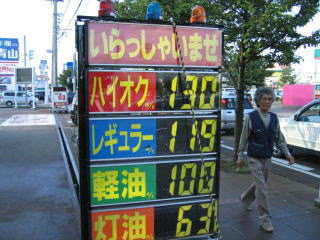 いらっしゃいませ
ハイオク 130
レギュラー 119
軽油 100
灯油 63